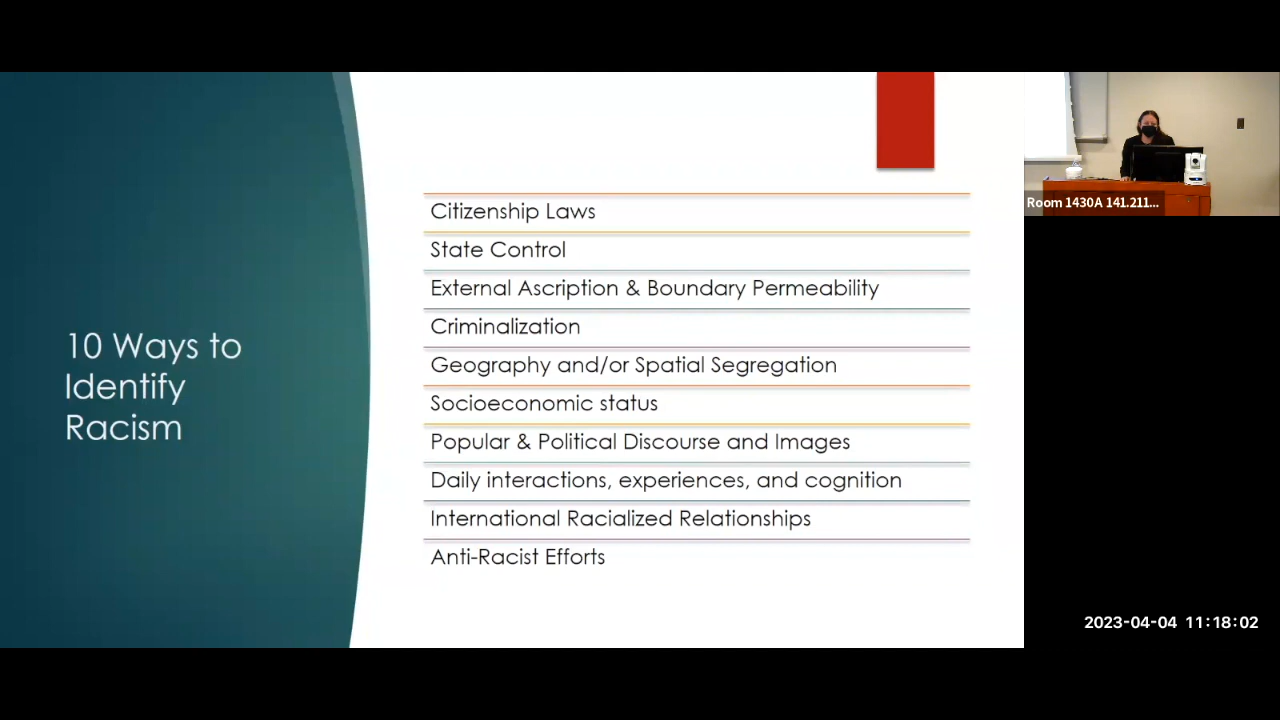 10 Ways to
Identify
Racism
Citizenship Laws
State Control
External Ascription & Boundary Permeability
Criminalization
Geography and/or Spatial Segregation
Socioeconomic status
Popular & Political Discourse and Images
Daily interactions, experiences, and cognition
International Racialized Relationships
Anti-Racist Efforts
Room 1430A 141.211...
2023-04-04 11:18:02